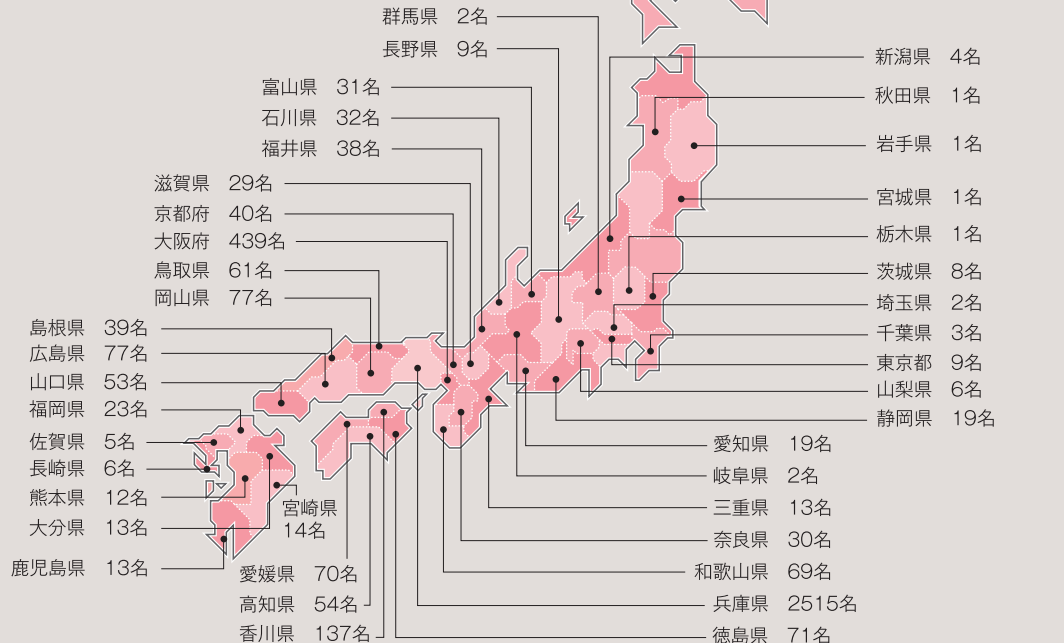 群馬県 2名
長野県 9名
富山県 31名
石川県 32名
福井県 38名
滋賀県 29名
京都府 40名
大阪府 439名
鳥取県 61名
岡山県 77名
島根県 39名
広島県 77名
山口県 53名
福岡県 23名
佐賀県 5名
長崎県 6名
熊本県 12名
大分県 13名
鹿児島県 13名
宮崎県
14名
愛媛県 70名
高知県 54名
香川県 137名
新潟県 4名
秋田県 1名
岩手県 1名
宮城県 1名
栃木県 1名
茨城県 8名
埼玉県 2名
千葉県 3名
東京都 9名
山梨県 6名
静岡県 19名
愛知県 19名
岐阜県 2名
三重県 13名
奈良県 30名
和歌山県 69名
兵庫県 2515名
徳島県 71名